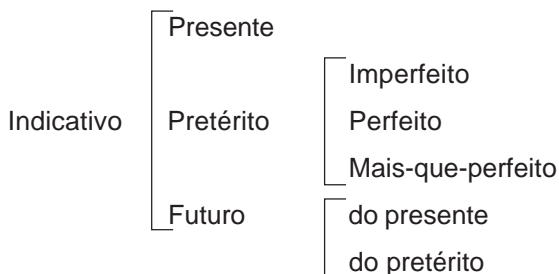 Presente
Imperfeito
Indicativo Pretérito Perfeito
Mais-que-perfeito
Futuro do presente
do pretérito